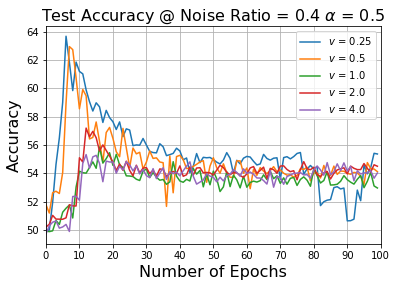 Test Accuracy @ Noise Ratio = 0.4 α = 0.5
Accuracy
64
62
60
58
56
54
52
50
v = 0.25
v = 0.5
v = 1.0
v = 2.0
v = 4.0
0 10 20 30 40 50 60 70 80 90 100
Number of Epochs